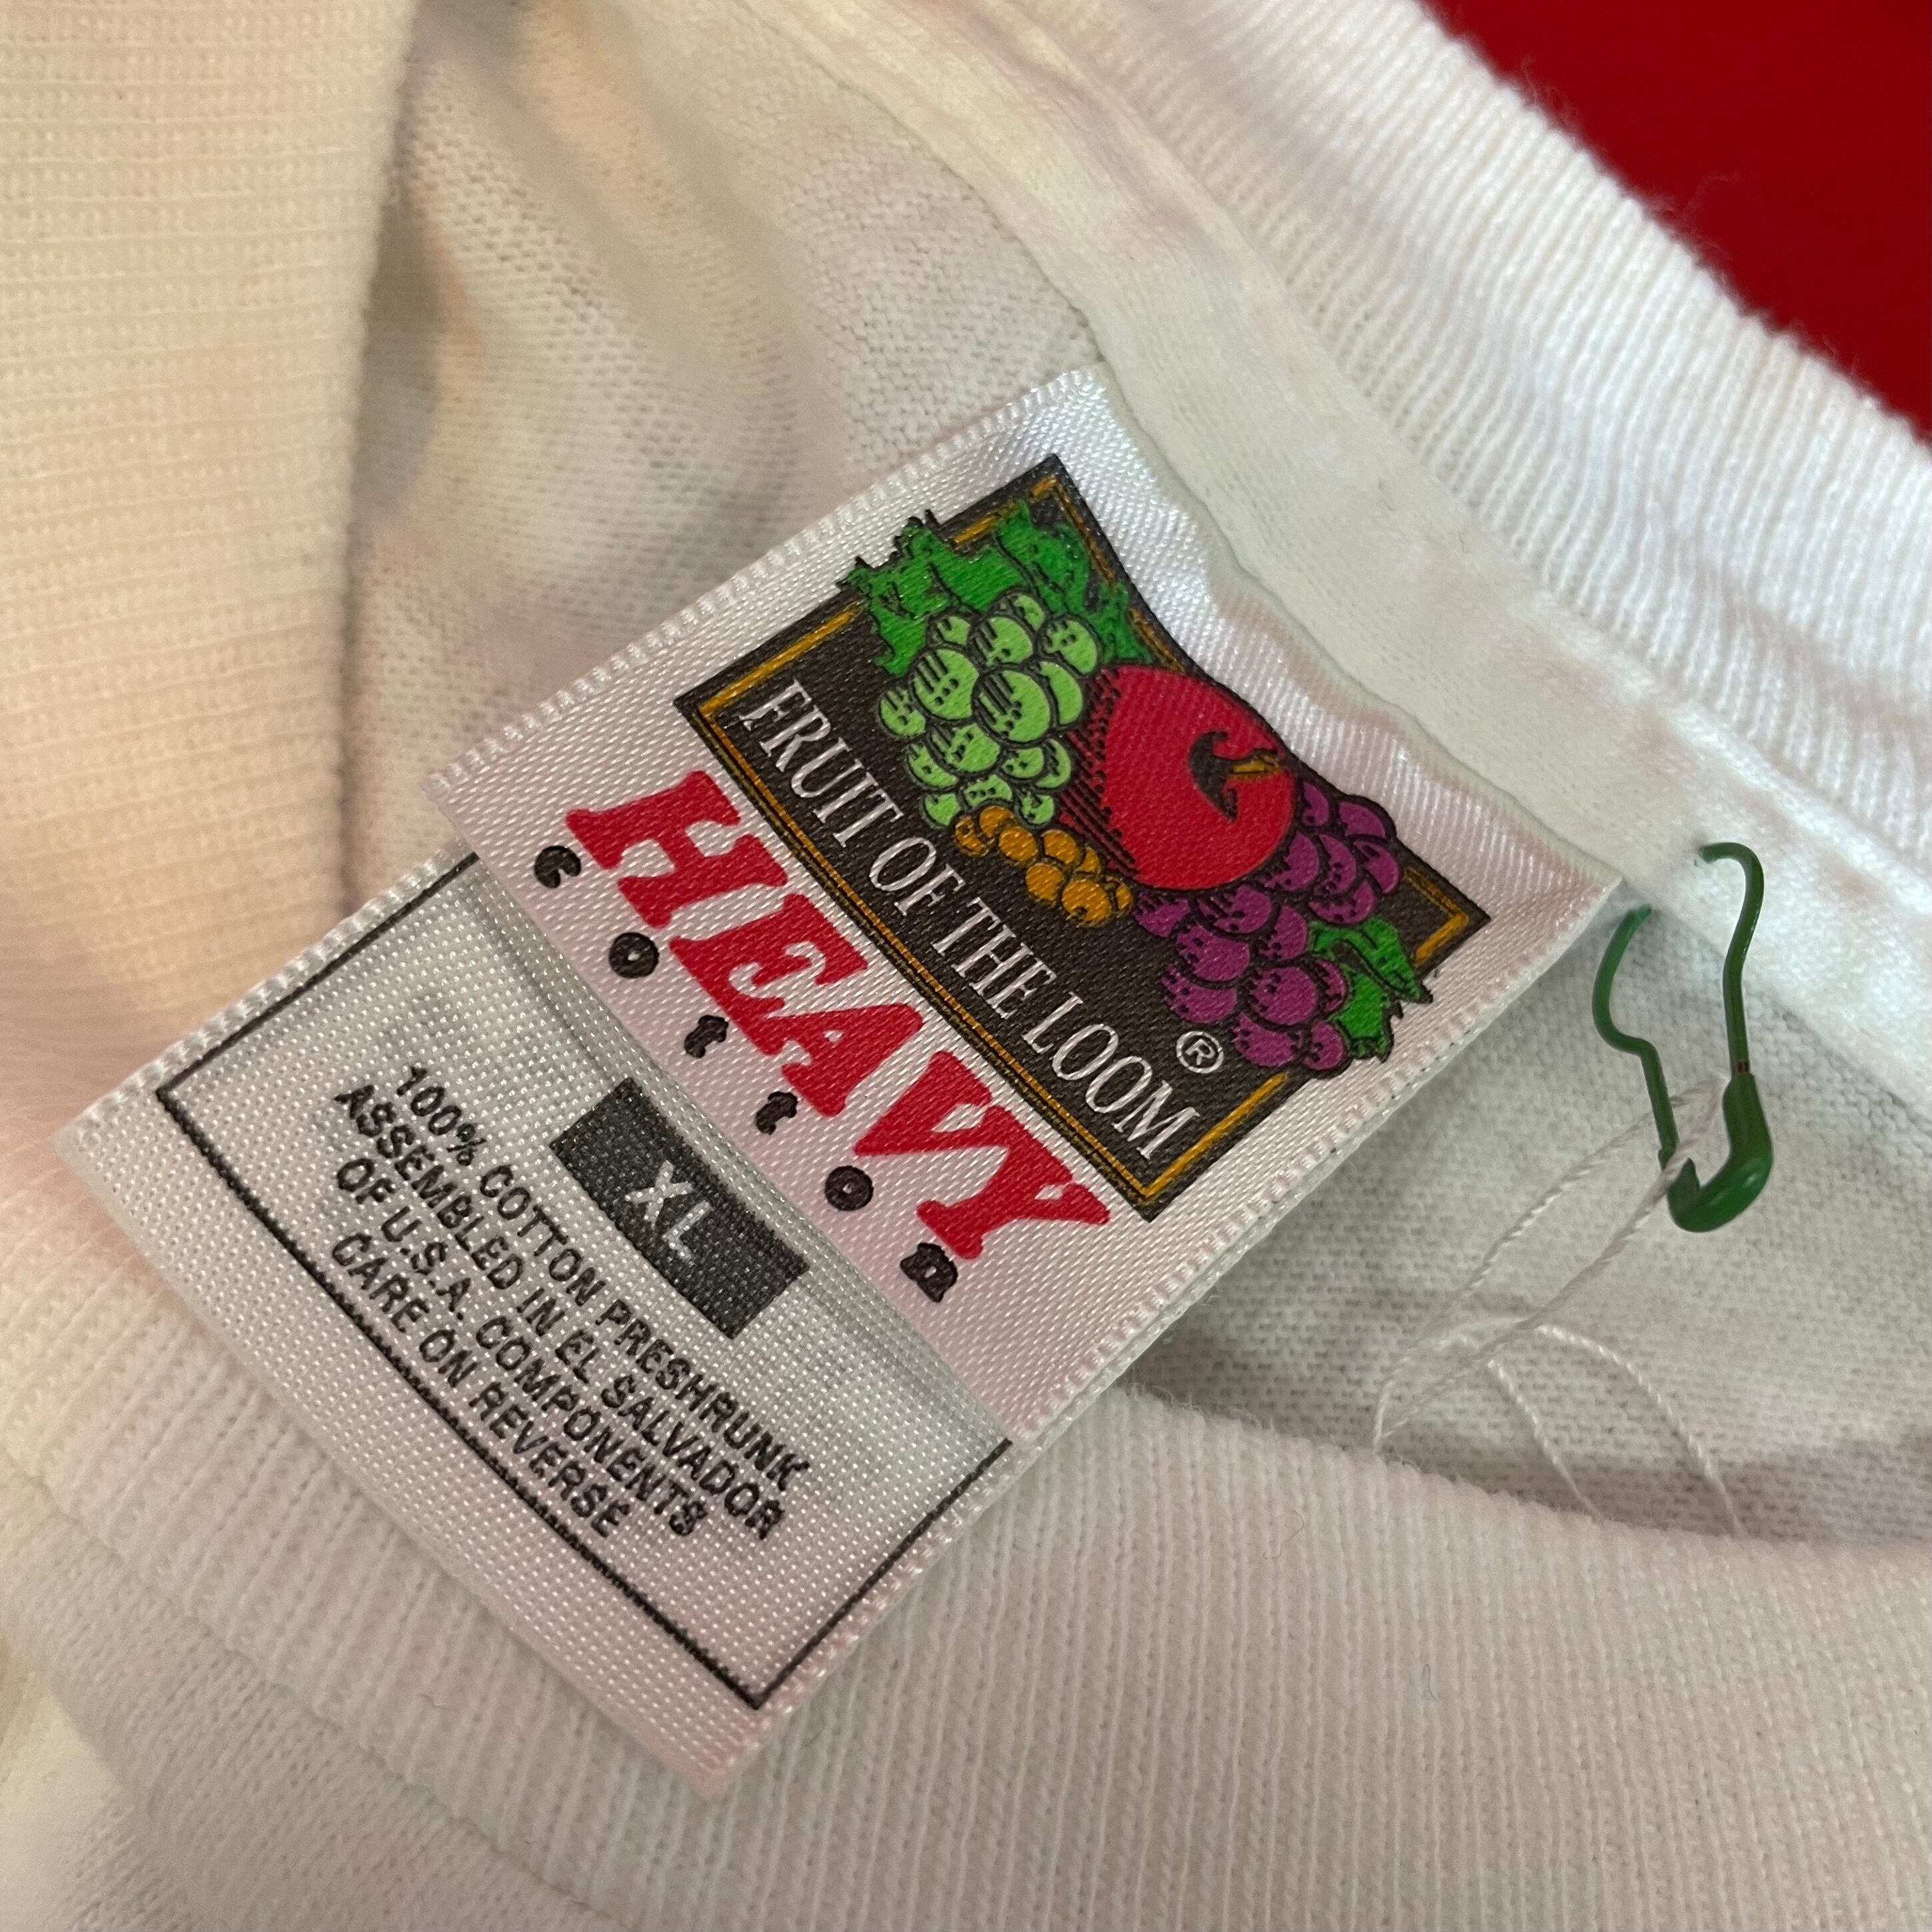 FRUIT OF THE LOOM ®
HEAVY
Cotton
XL
100% COTTON PRESHRUNK
ASSEMBLED IN EL SALVADOR
OF U.S.A. COMPONENTS
CARE ON REVERSE